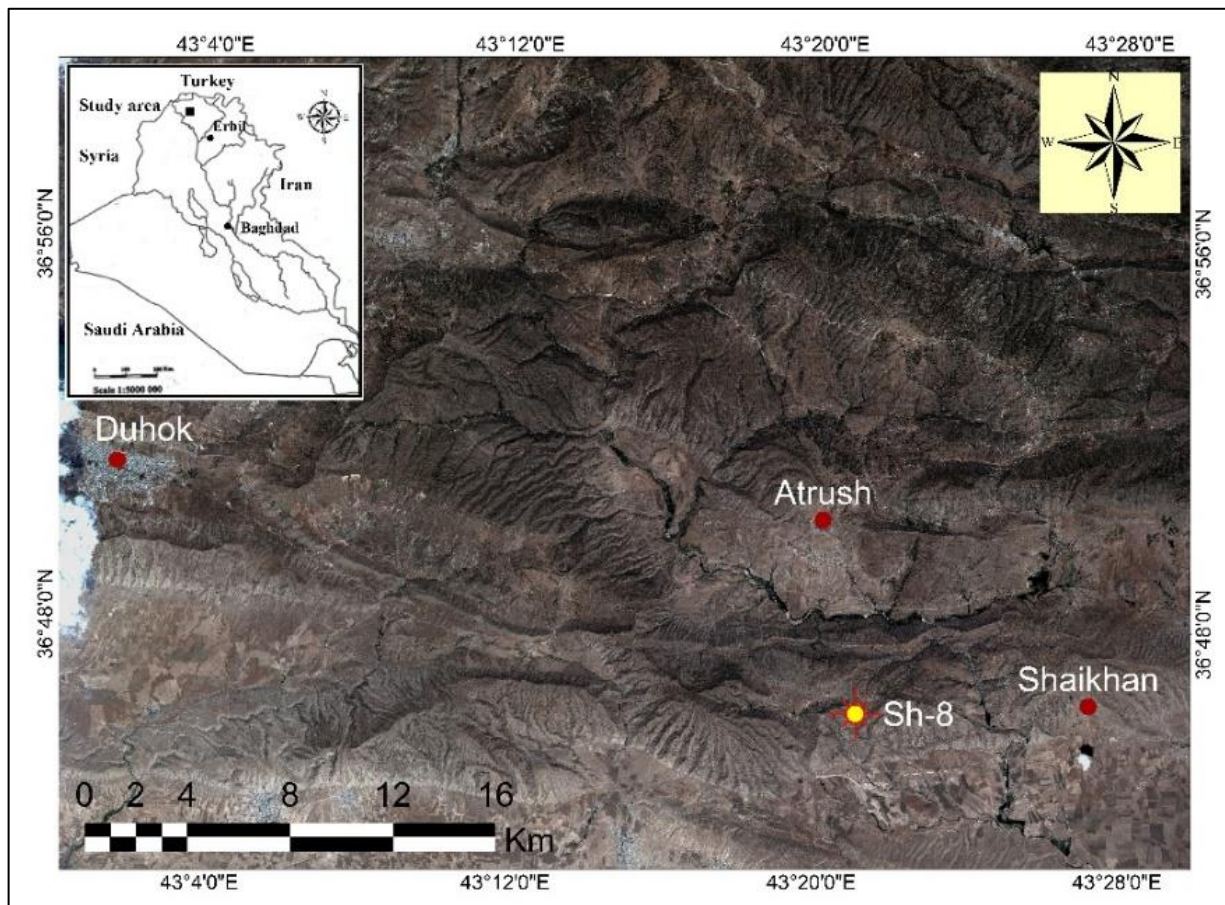 43°4'0"E 43°12'0"E 43°20'0"E 43°28'0"E
Turkey
Study area
Erbil
Syria
Iran
Baghdad
Saudi Arabia
Scale 1:5000 000
N
W E
S
36°56'0"N
36°56'0"N
Duhok
Atrush
36°48'0"N
36°48'0"N
Shaikhan
Sh-8
0 2 4 8 12 16
Km
43°4'0"E 43°12'0"E 43°20'0"E 43°28'0"E